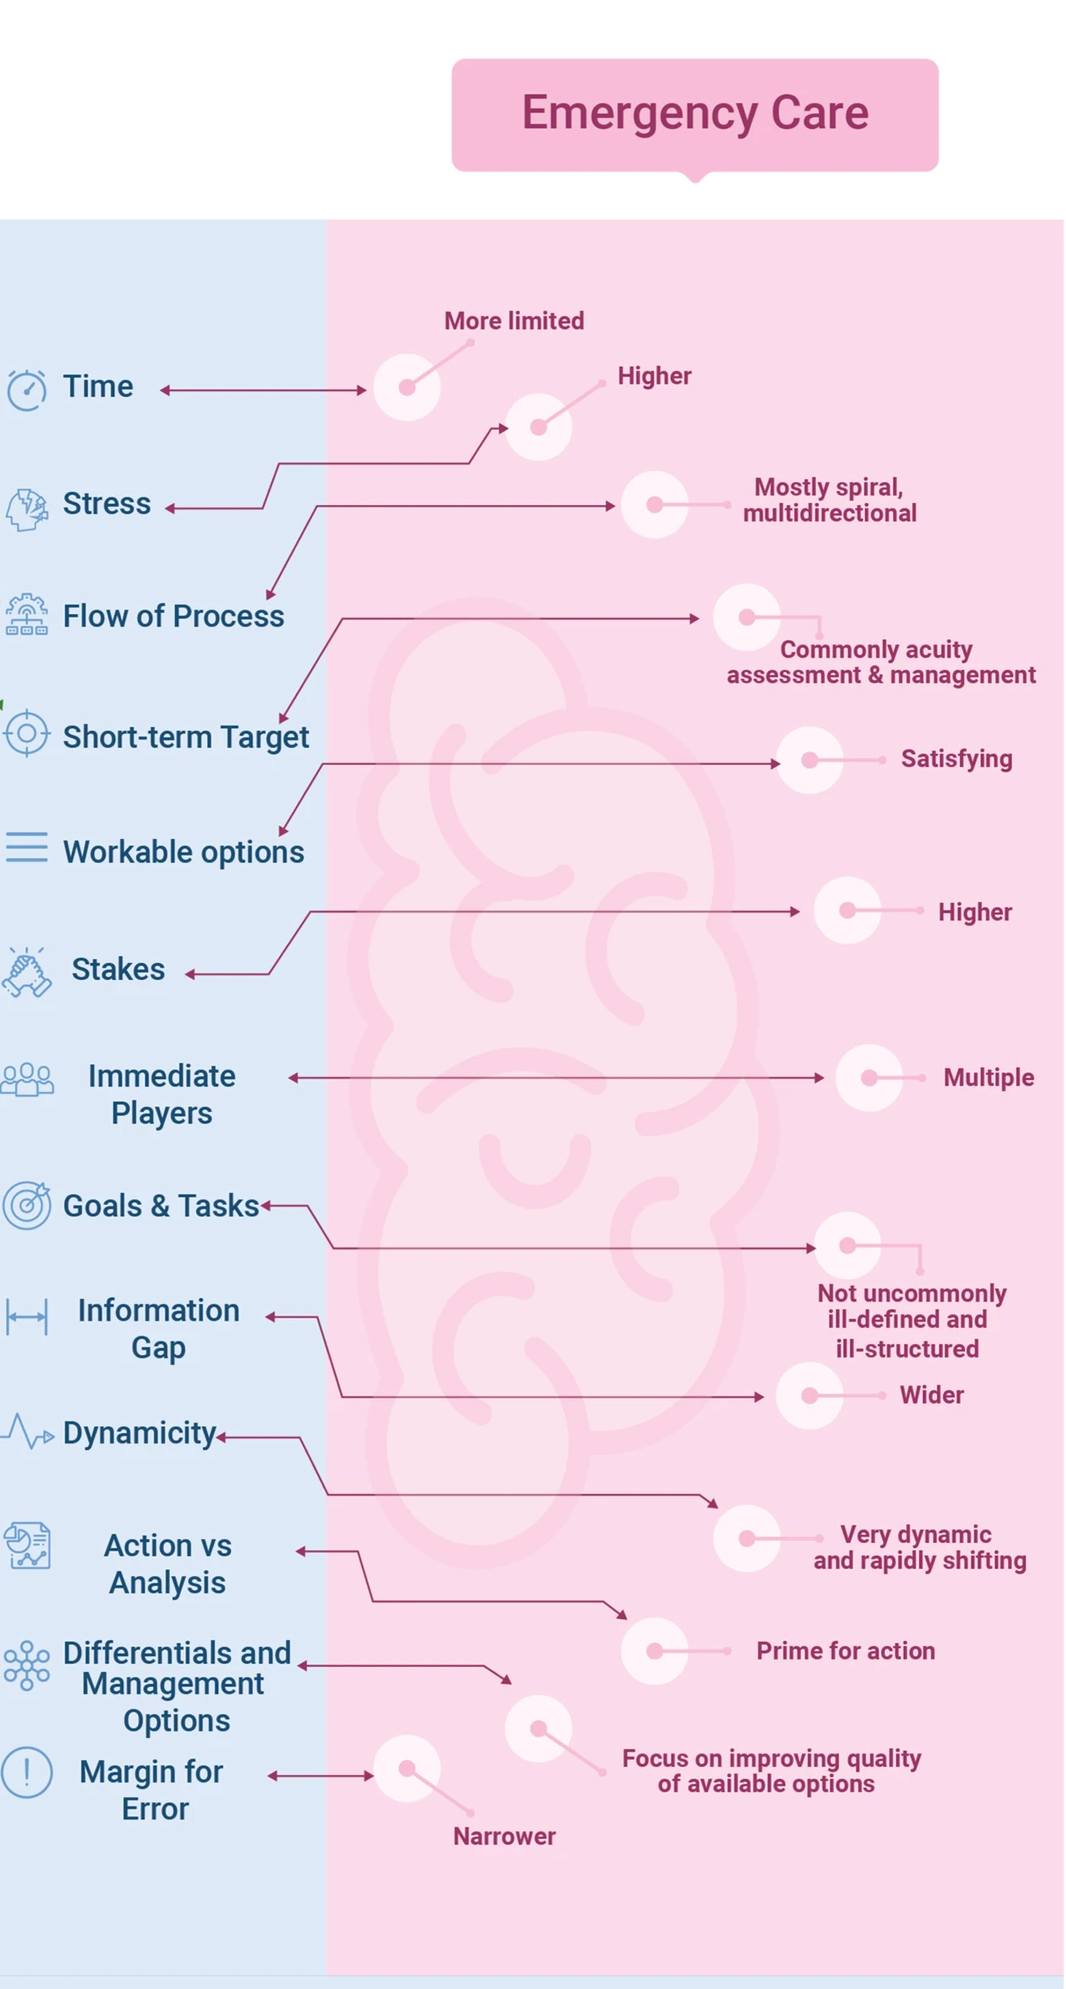 Emergency Care
More limited
Time
Higher
Stress
Mostly spiral,
multidirectional
Flow of Process
Commonly acuity
assessment & management
Short-term Target
Satisfying
Workable options
Higher
Stakes
Immediate
Players
Multiple
Goals & Tasks
Not uncommonly
ill-defined and
ill-structured
Information
Gap
Wider
Dynamicity
Very dynamic
and rapidly shifting
Action vs
Analysis
Prime for action
Differentials and
Management
Options
Focus on improving quality
of available options
Margin for
Error
Narrower